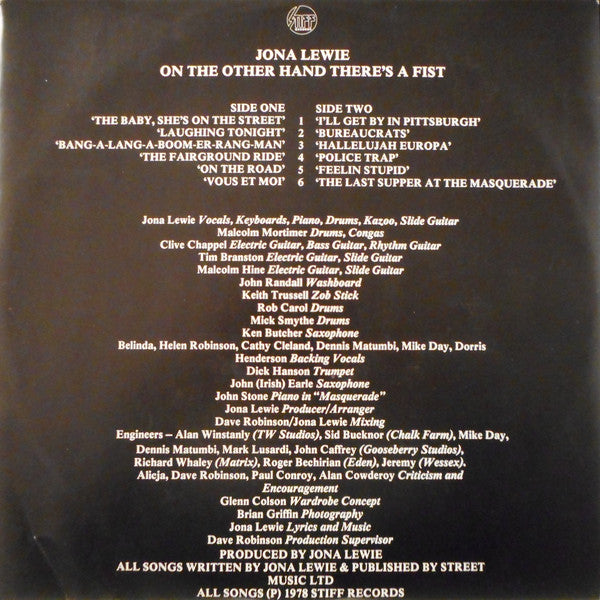 STIFF
RECORDS
JONA LEWIE
ON THE OTHER HAND THERE'S A FIST
SIDE ONE SIDE TWO
'THE BABY, SHE'S ON THE STREET' 1 'I'LL GET BY IN PITTSBURGH'
'LAUGHING TONIGHT' 2 'BUREAUCRATS'
'BANG-A-LANG-A-BOOM-ER-RANG-MAN' 3 'HALLELUJAH EUROPA'
'THE FAIRGROUND RIDE' 4 'POLICE TRAP'
'ON THE ROAD' 5 'FEELIN STUPID'
'VOUS ET MOI' 6 'THE LAST SUPPER AT THE MASQUERADE'
Jona Lewie Vocals, Keyboards, Piano, Drums, Kazoo, Slide Guitar
Malcolm Mortimer Drums, Congas
Clive Chappel Electric Guitar, Bass Guitar, Rhythm Guitar
Tim Branston Electric Guitar, Slide Guitar
Malcolm Hine Electric Guitar, Slide Guitar
John Randall Washboard
Keith Trussell Zob Stick
Rob Carol Drums
Mick Smythe Drums
Ken Butcher Saxophone
Belinda, Helen Robinson, Cathy Cleland, Dennis Matumbi, Mike Day, Dorris
Henderson Backing Vocals
Dick Hanson Trumpet
John (Irish) Earle Saxophone
John Stone Piano in "Masquerade"
Jona Lewie Producer/Arranger
Dave Robinson/Jona Lewie Mixing
Engineers – Alan Winstanly (TW Studios), Sid Bucknor (Chalk Farm), Mike Day,
Dennis Matumbi, Mark Lusardi, John Caffrey (Gooseberry Studios),
Richard Whaley (Matrix), Roger Bechirian (Eden), Jeremy (Wessex).
Alicja, Dave Robinson, Paul Conroy, Alan Cowderoy Criticism and
Encouragement
Glenn Colson Wardrobe Concept
Brian Griffin Photography
Jona Lewie Lyrics and Music
Dave Robinson Production Supervisor
PRODUCED BY JONA LEWIE
ALL SONGS WRITTEN BY JONA LEWIE & PUBLISHED BY STREET
MUSIC LTD
ALL SONGS (P) 1978 STIFF RECORDS